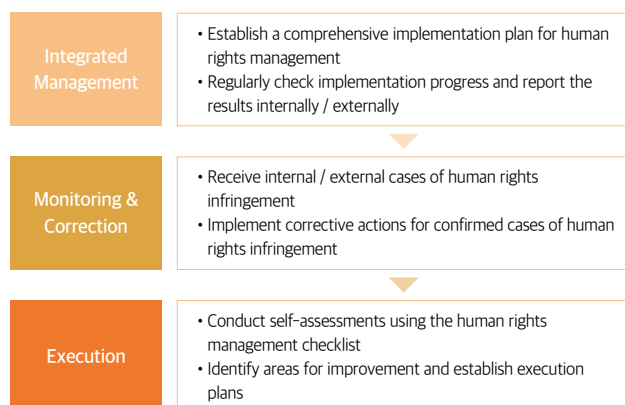 Integrated
Management
• Establish a comprehensive implementation plan for human
rights management
• Regularly check implementation progress and report the
results internally / externally
Monitoring &
Correction
• Receive internal / external cases of human rights
infringement
• Implement corrective actions for confirmed cases of human
rights infringement
Execution
• Conduct self-assessments using the human rights
management checklist
• Identify areas for improvement and establish execution
plans